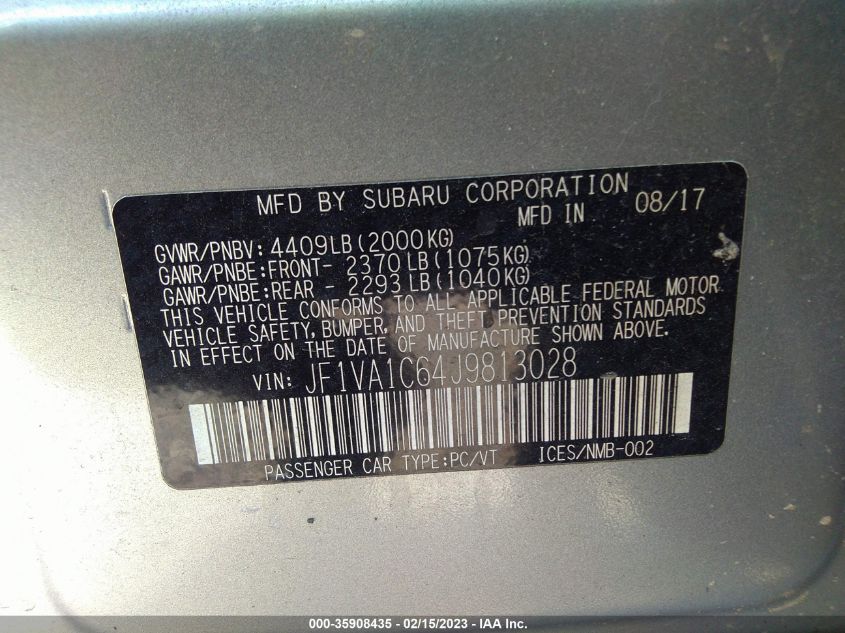 MFD BY SUBARU CORPORATION
MFD IN 08/17
GVWR/PNBV: 4409LB(2000KG)
GAWR/PNBE:FRONT- 2370LB(1075KG)
GAWR/PNBE:REAR - 2293LB(1040KG)
THIS VEHICLE CONFORMS TO ALL APPLICABLE FEDERAL MOTOR
VEHICLE SAFETY, BUMPER, AND THEFT PREVENTION STANDARDS
IN EFFECT ON THE DATE OF MANUFACTURE SHOWN ABOVE.
VIN: JF1VA1C64J9813028
PASSENGER CAR TYPE:PC/VT ICES/NMB-002
000-35908435 - 02/15/2023 - IAA Inc.